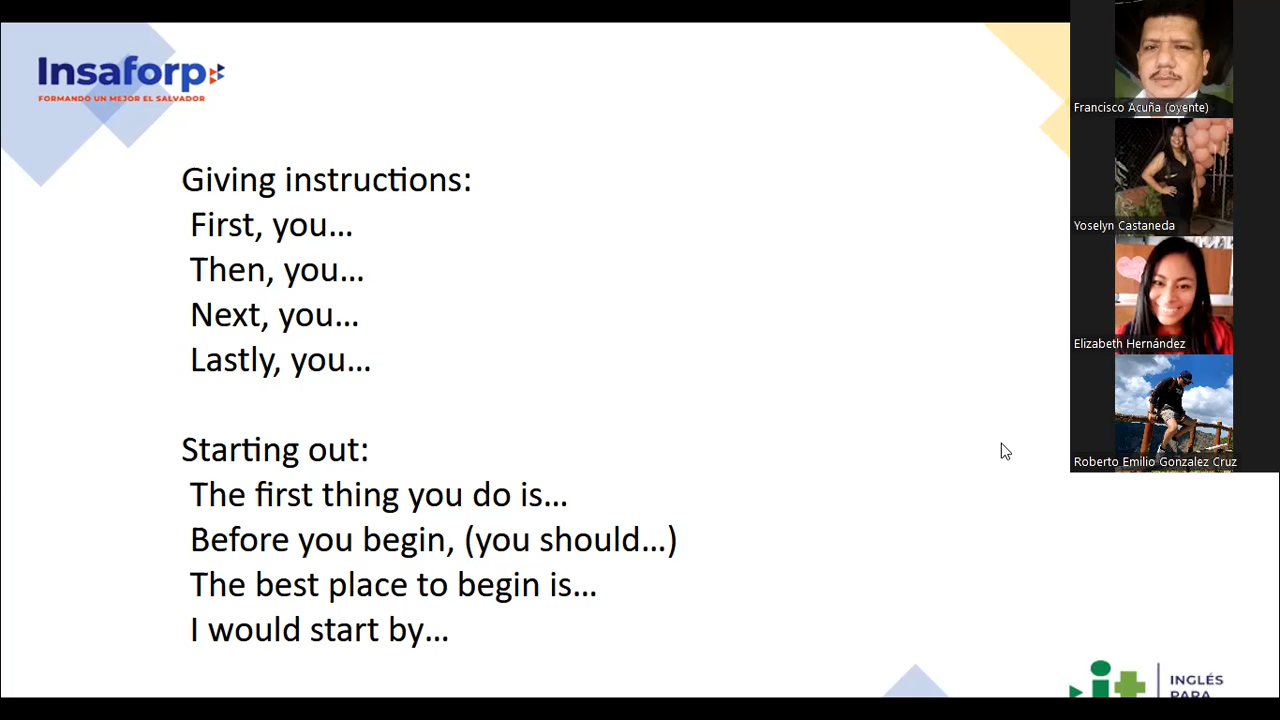 Insaforp
FORMANDO UN MEJOR EL SALVADOR
Giving instructions:
First, you...
Then, you...
Next, you...
Lastly, you...
Starting out:
The first thing you do is...
Before you begin, (you should...)
The best place to begin is...
I would start by...
Francisco Acuña (oyente)
Yoselyn Castaneda
Elizabeth Hernández
Roberto Emilio Gonzalez Cruz
it
INGLÉS
PARA